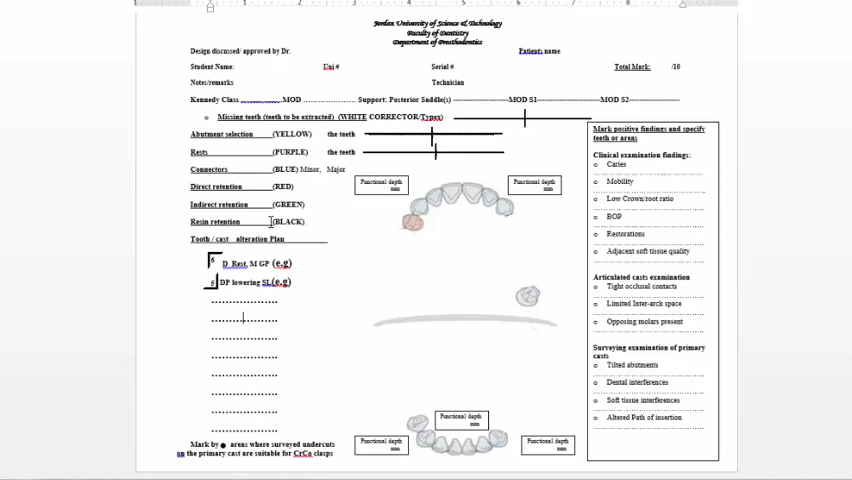 Jordan University of Science & Technology
Faculty of Dentistry
Department of Prosthodontics
Design discussed/ approved by Dr. Patients name
Student Name: Uni # Serial # Total Mark: /10
Notes/remarks Technician
Kennedy Class .............. .MOD ..................... Support: Posterior Saddle(s) --------------------MOD S1----------------------MOD S2-----------------
o Missing teeth (teeth to be extracted) (WHITE CORRECTOR/Typex)
Abutment selection (YELLOW) the teeth
Rests (PURPLE) the teeth
Connectors (BLUE) Minor, Major
Direct retention (RED)
Indirect retention (GREEN)
Resin retention (BLACK)
Tooth / cast alteration Plan
6 D Rest, M GP (e.g)
5 DP lowering SL(e.g)
Mark by ● areas where surveyed undercuts
on the primary cast are suitable for CrCo clasps
Functional depth
mm
Functional depth
mm
Functional depth
mm
Functional depth
mm
Functional depth
mm
Mark positive findings and specify
teeth or areas
Clinical examination findings:
o Caries
o Mobility
o Low Crown/root ratio
o BOP
o Restorations
o Adjacent soft tissue quality
Articulated casts examination
o Tight occlusal contacts
o Limited Inter-arch space
o Opposing molars present
Surveying examination of primary
casts
o Tilted abutments
o Dental interferences
o Soft tissue interferences
o Altered Path of insertion